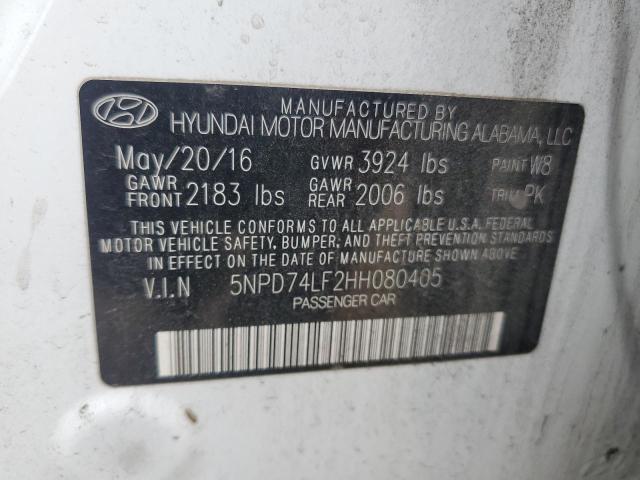 MANUFACTURED BY
HYUNDAI MOTOR MANUFACTURING ALABAMA, LLC
May/20/16 GVWR 3924 lbs PAINT W8
GAWR FRONT 2183 lbs GAWR REAR 2006 lbs TRIM PK
THIS VEHICLE CONFORMS TO ALL APPLICABLE U.S.A. FEDERAL
MOTOR VEHICLE SAFETY, BUMPER, AND THEFT PREVENTION STANDARDS
IN EFFECT ON THE DATE OF MANUFACTURE SHOWN ABOVE.
V.I.N 5NPD74LF2HH080405
PASSENGER CAR